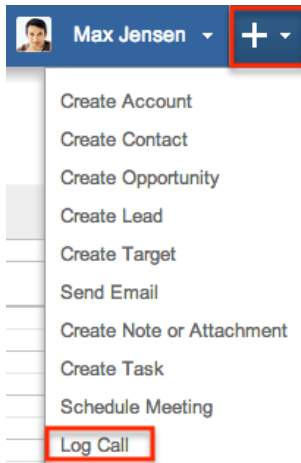 Max Jensen
Create Account
Create Contact
Create Opportunity
Create Lead
Create Target
Send Email
Create Note or Attachment
Create Task
Schedule Meeting
Log Call